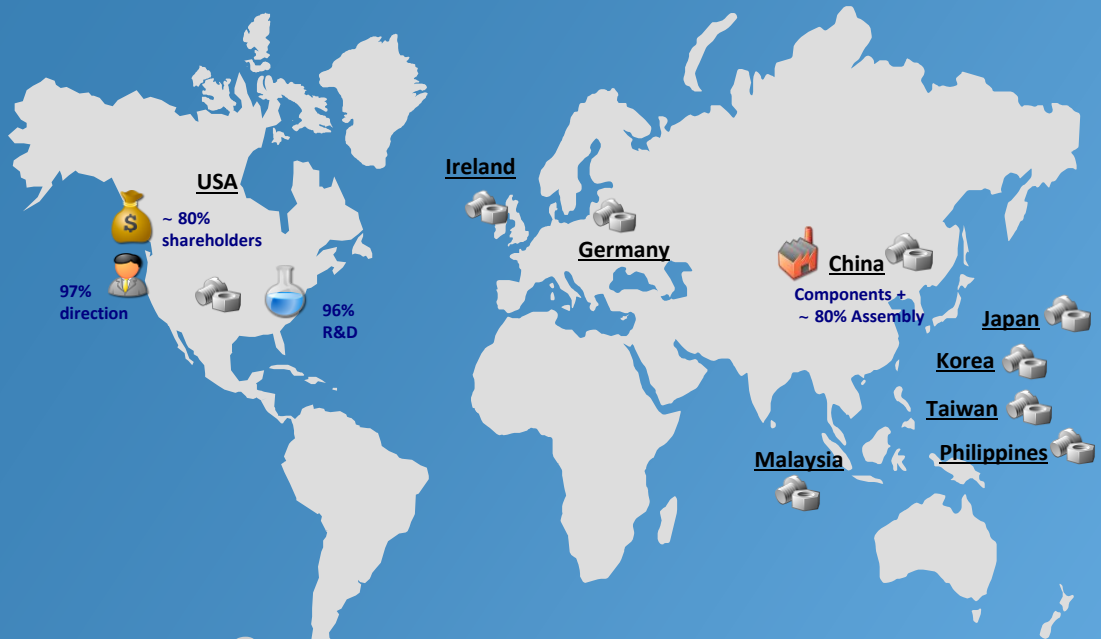 USA
~ 80%
shareholders
97%
direction
96%
R&D
$
Ireland
Germany
China
Components +
~ 80% Assembly
Japan
Korea
Taiwan
Philippines
Malaysia